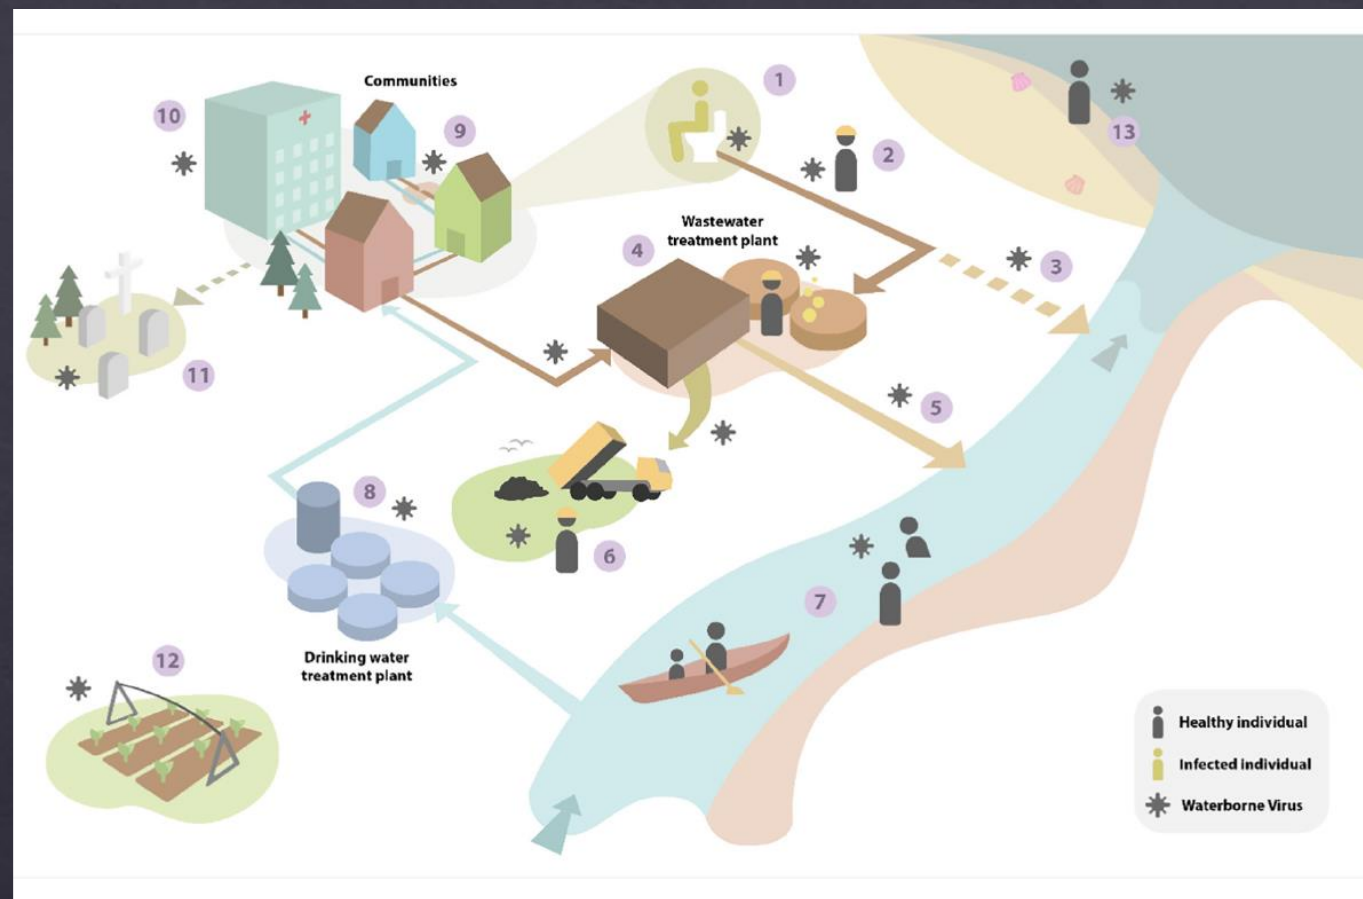 Communities
1
10
9
2
13
Wastewater
treatment plant
4
3
11
5
8
6
7
12
Drinking water
treatment plant
Healthy individual
Infected individual
Waterborne Virus